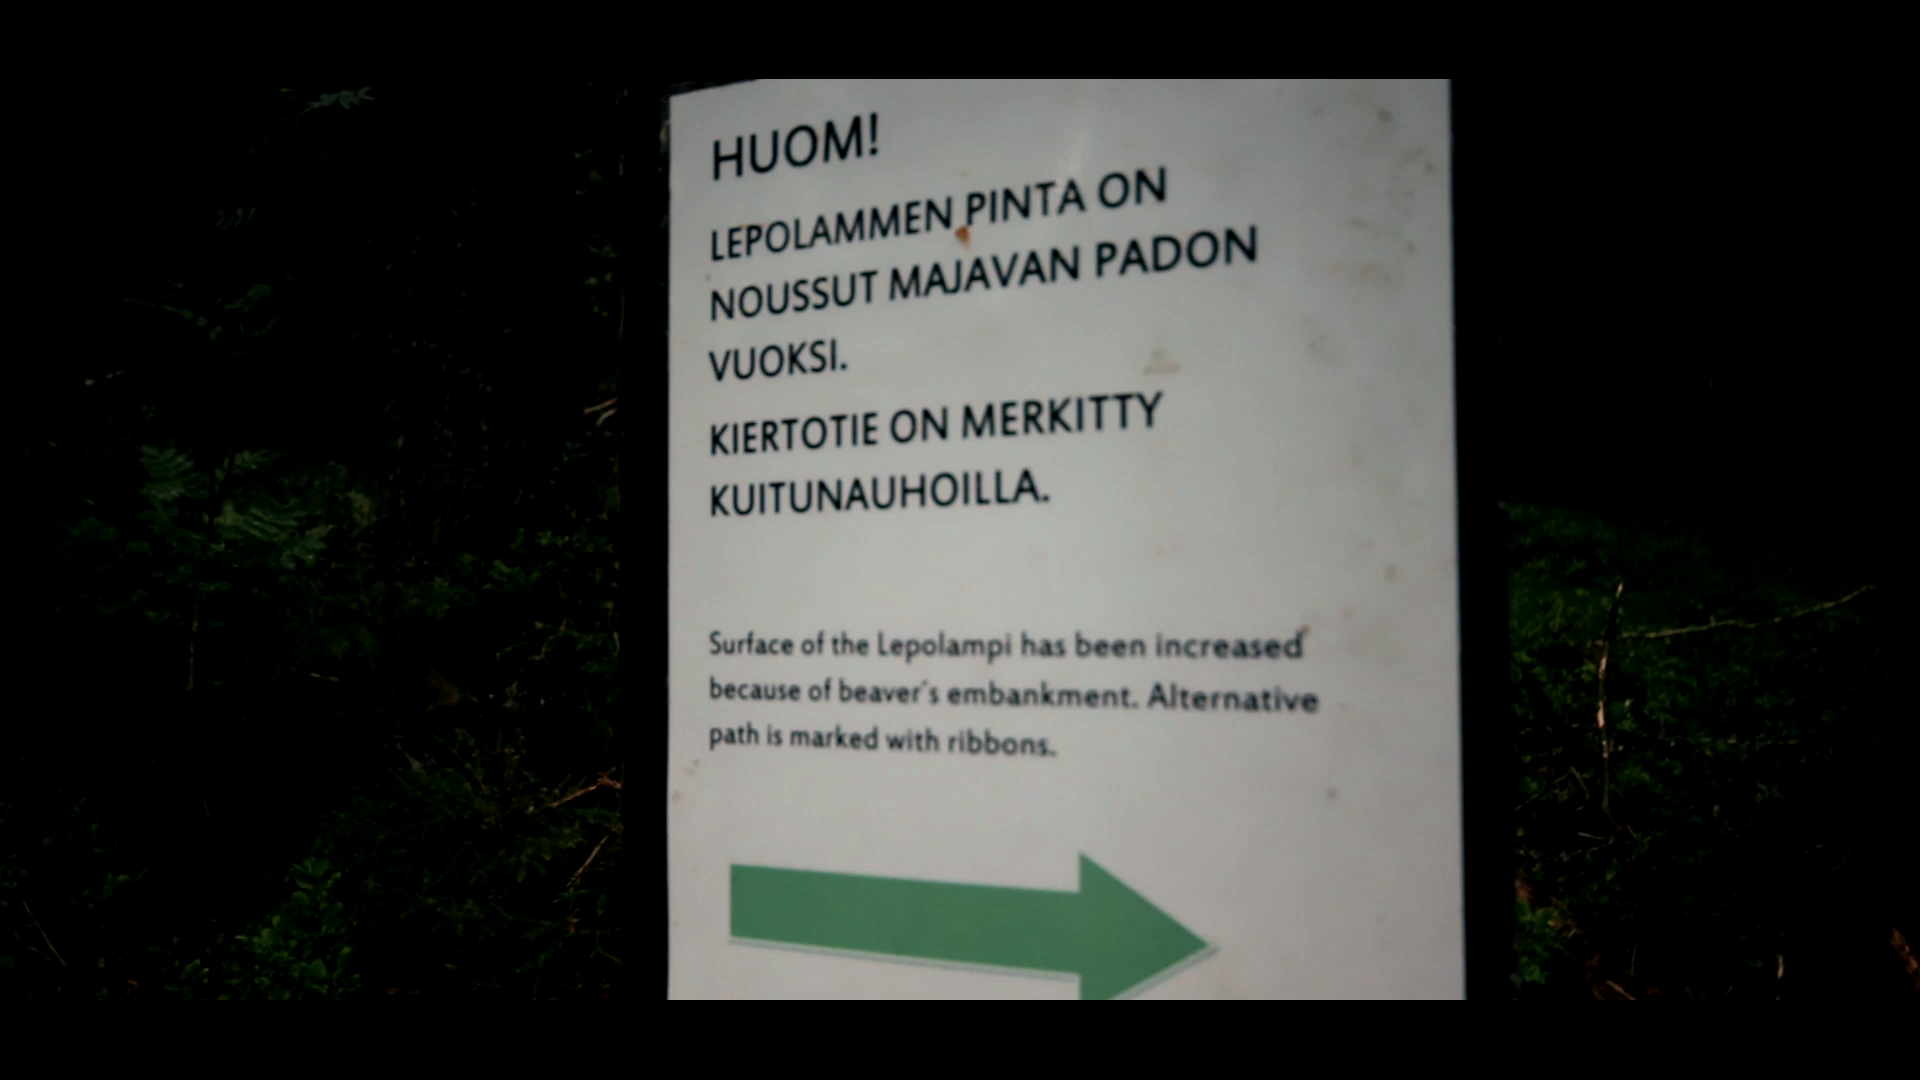 HUOM!
LEPOLAMMEN PINTA ON
NOUSSUT MAJAVAN PADON
VUOKSI.
KIERTOTIE ON MERKITTY
KUITUNAUHOILLA.
Surface of the Lepolampi has been increased
because of beaver´s embankment. Alternative
path is marked with ribbons.